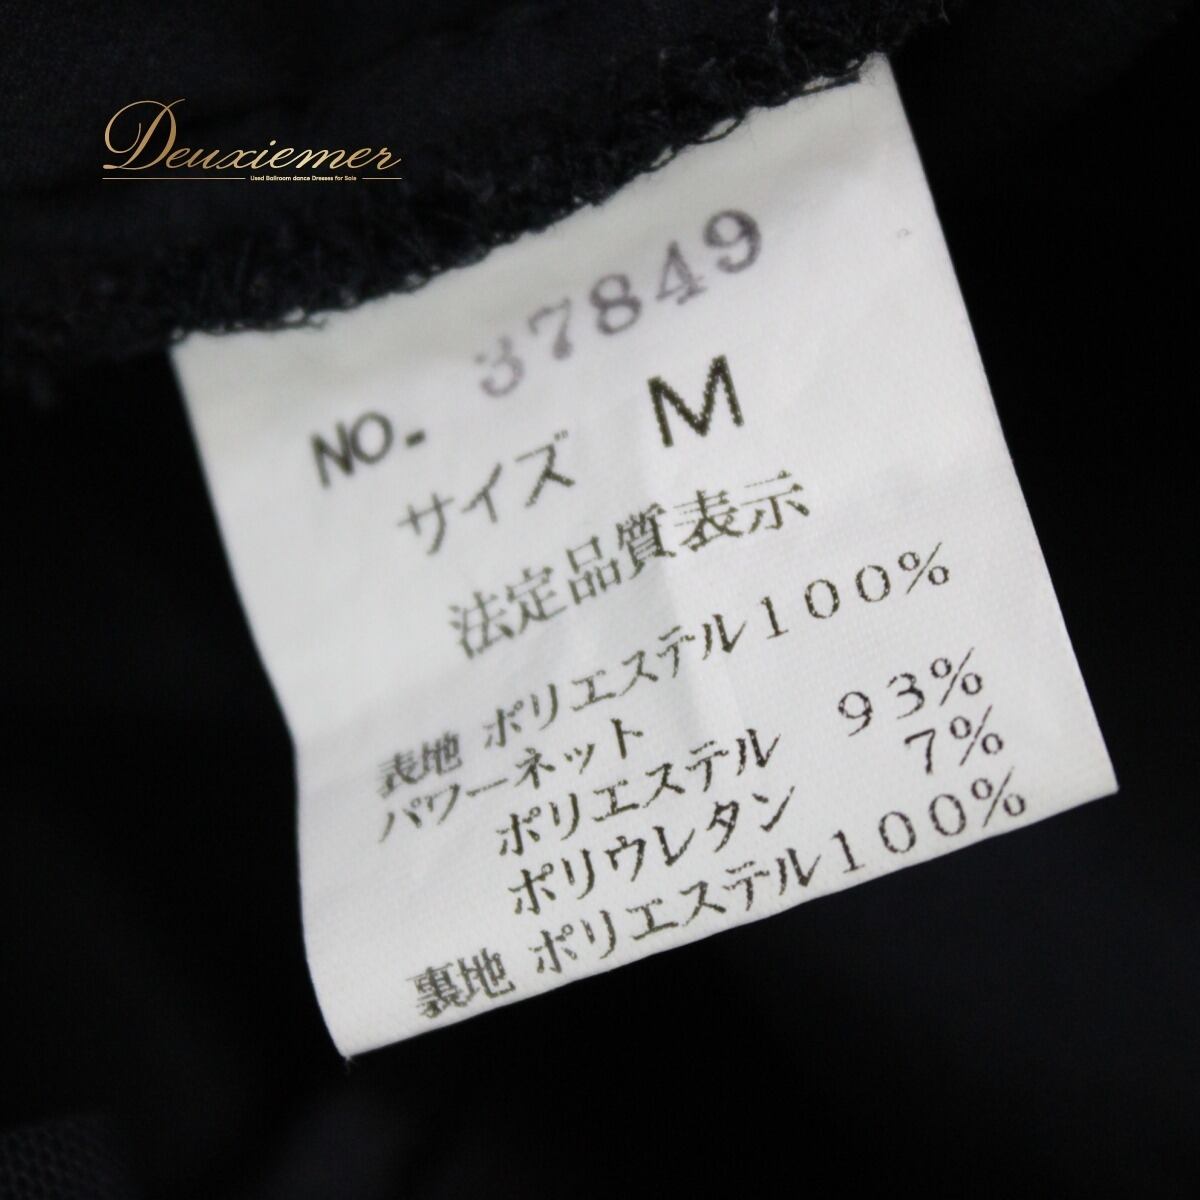 Deuxiemer
Used Ballroom dance Dresses for Sale
NO. 37849
サイズ M
法定品質表示
表地 ポリエステル100%
パワーネット
ポリエステル 93%
ポリウレタン 7%
裏地 ポリエステル100%